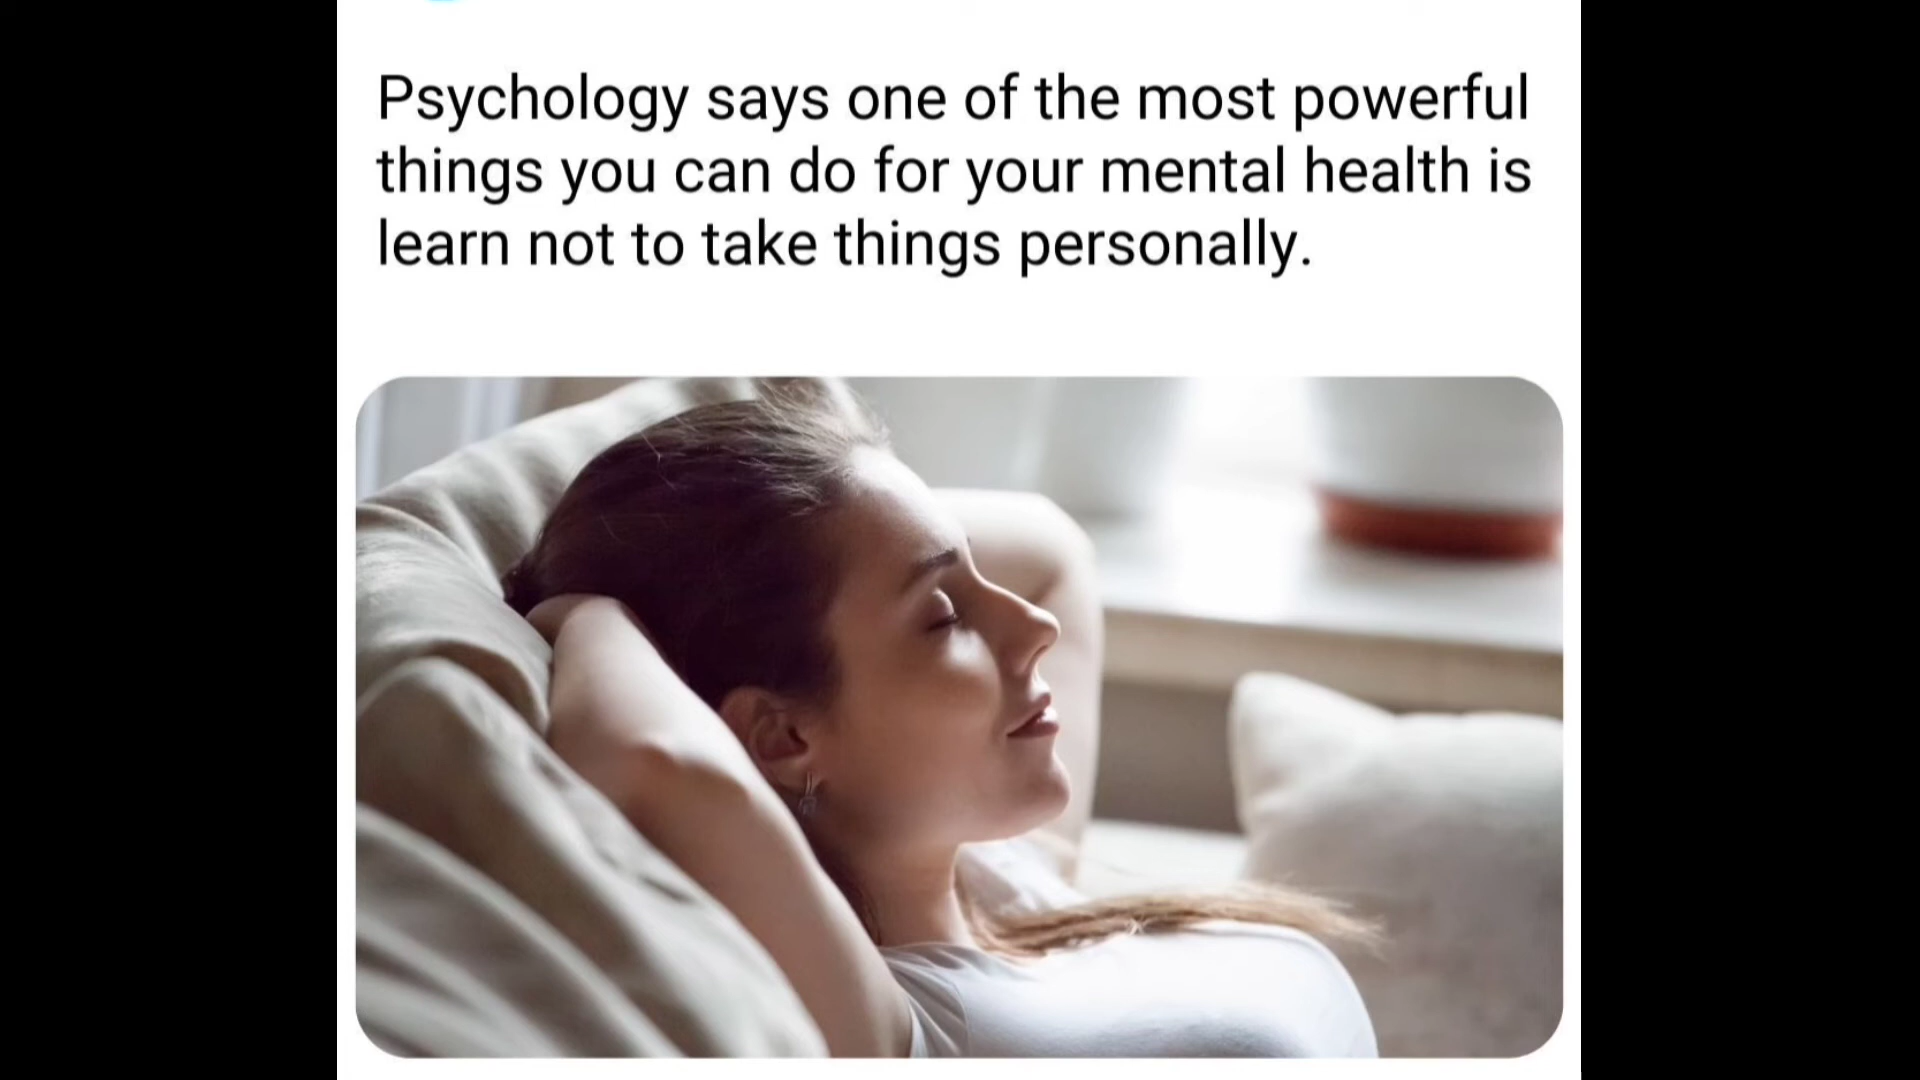 Psychology says one of the most powerful
things you can do for your mental health is
learn not to take things personally.